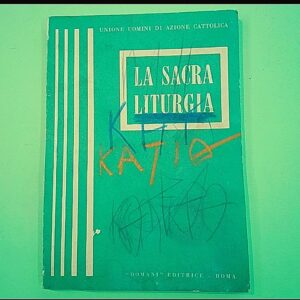 UNIONE UOMINI DI AZIONE CATTOLICA
LA SACRA
LITURGIA
KATIA
"DOMANI" EDITRICE - ROMA